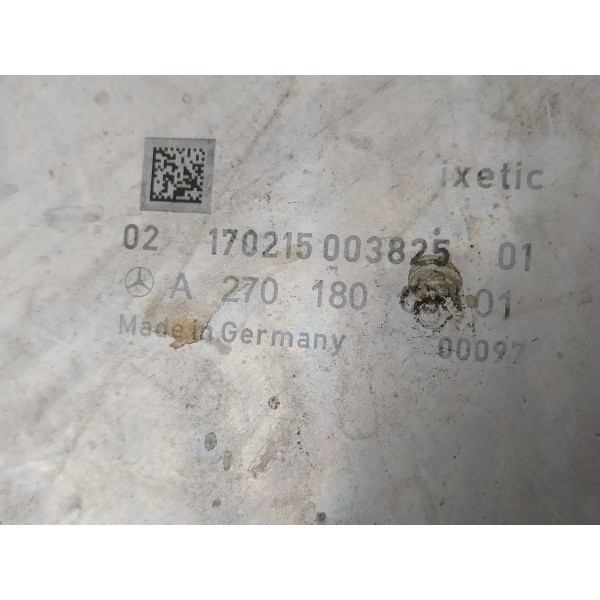 ixetic
02 170215 003825 01
A 270 180 01
Made in Germany
00097